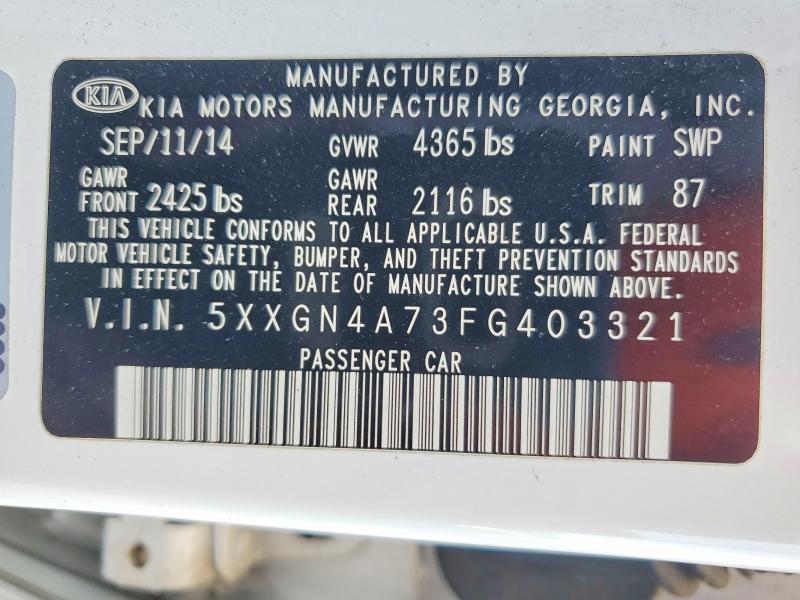 MANUFACTURED BY
KIA KIA MOTORS MANUFACTURING GEORGIA, INC.
SEP/11/14 GVWR 4365 lbs PAINT SWP
GAWR FRONT 2425 lbs GAWR REAR 2116 lbs TRIM 87
THIS VEHICLE CONFORMS TO ALL APPLICABLE U.S.A. FEDERAL
MOTOR VEHICLE SAFETY, BUMPER, AND THEFT PREVENTION STANDARDS
IN EFFECT ON THE DATE OF MANUFACTURE SHOWN ABOVE.
V.I.N. 5XXGN4A73FG403321
PASSENGER CAR